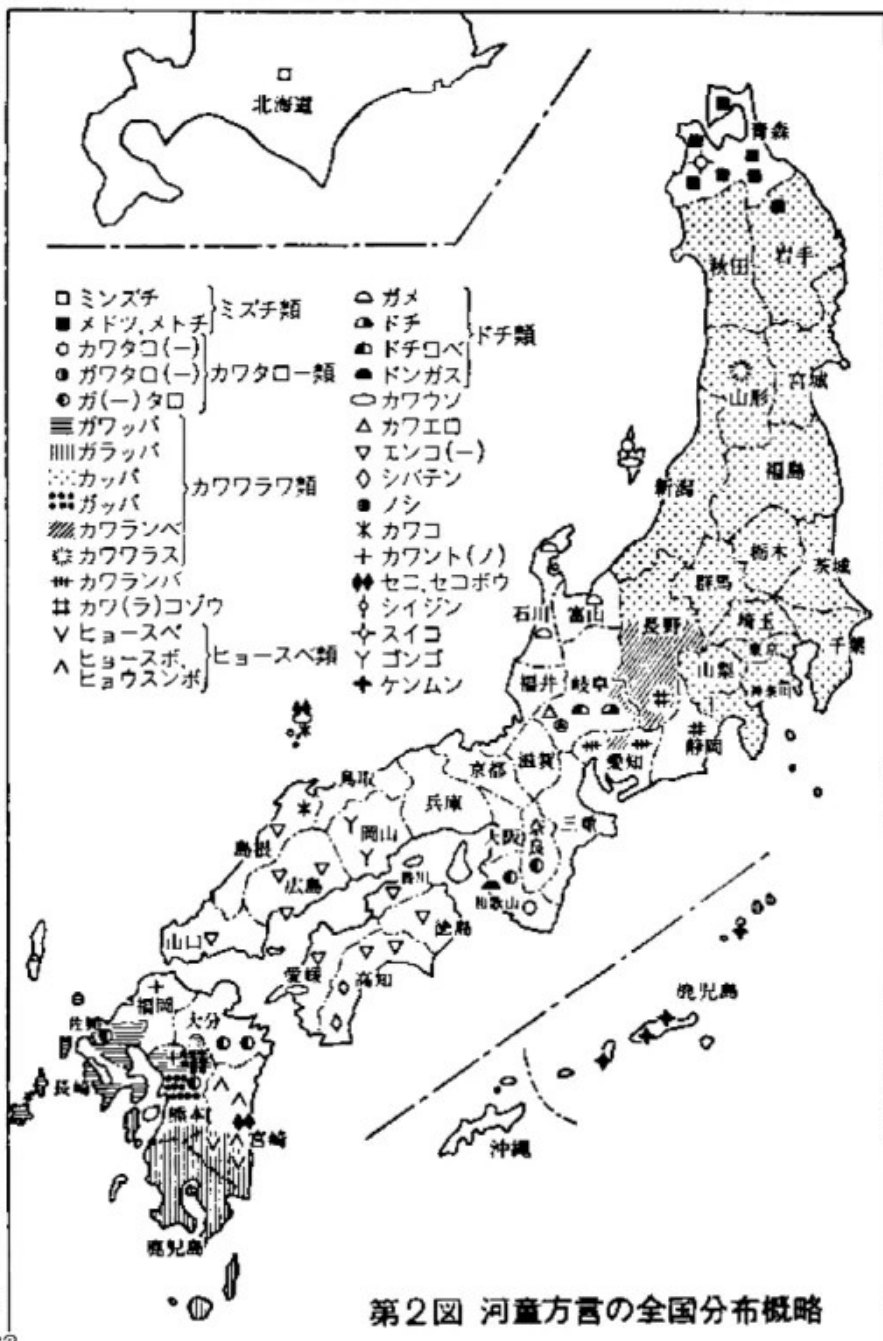 北海道
青森
秋田
岩手
山形
宮城
新潟
福島
栃木
群馬
茨城
石川
富山
長野
埼玉
東京
千葉
福井
岐阜
山梨
神奈川
静岡
愛知
鳥取
京都
滋賀
兵庫
岡山
大阪
奈良
三重
島根
広島
香川
和歌山
徳島
山口
愛媛
高知
福岡
大分
佐賀
長崎
熊本
宮崎
鹿児島
鹿児島
沖縄
ミンズチ
メドツ,メトチ
ミズチ類
カワタロ(ー)
ガワタロ(ー)
ガ(ー)タロ
カワタロー類
ガワッパ
ガラッパ
カッパ
ガッパ
カワランベ
カワワラス
カワワラワ類
カワランバ
カワ(ラ)コゾウ
ヒョースベ
ヒョースボ,
ヒョウスンボ
ヒョースベ類
ガメ
ドチ
ドチロベ
ドンガス
ドチ類
カワウソ
カワエロ
エンコ(ー)
シバテン
ノシ
カワコ
カワント(ノ)
セニ,セコボウ
シイジン
スイコ
ゴンゴ
ケンムン
第2図 河童方言の全国分布概略